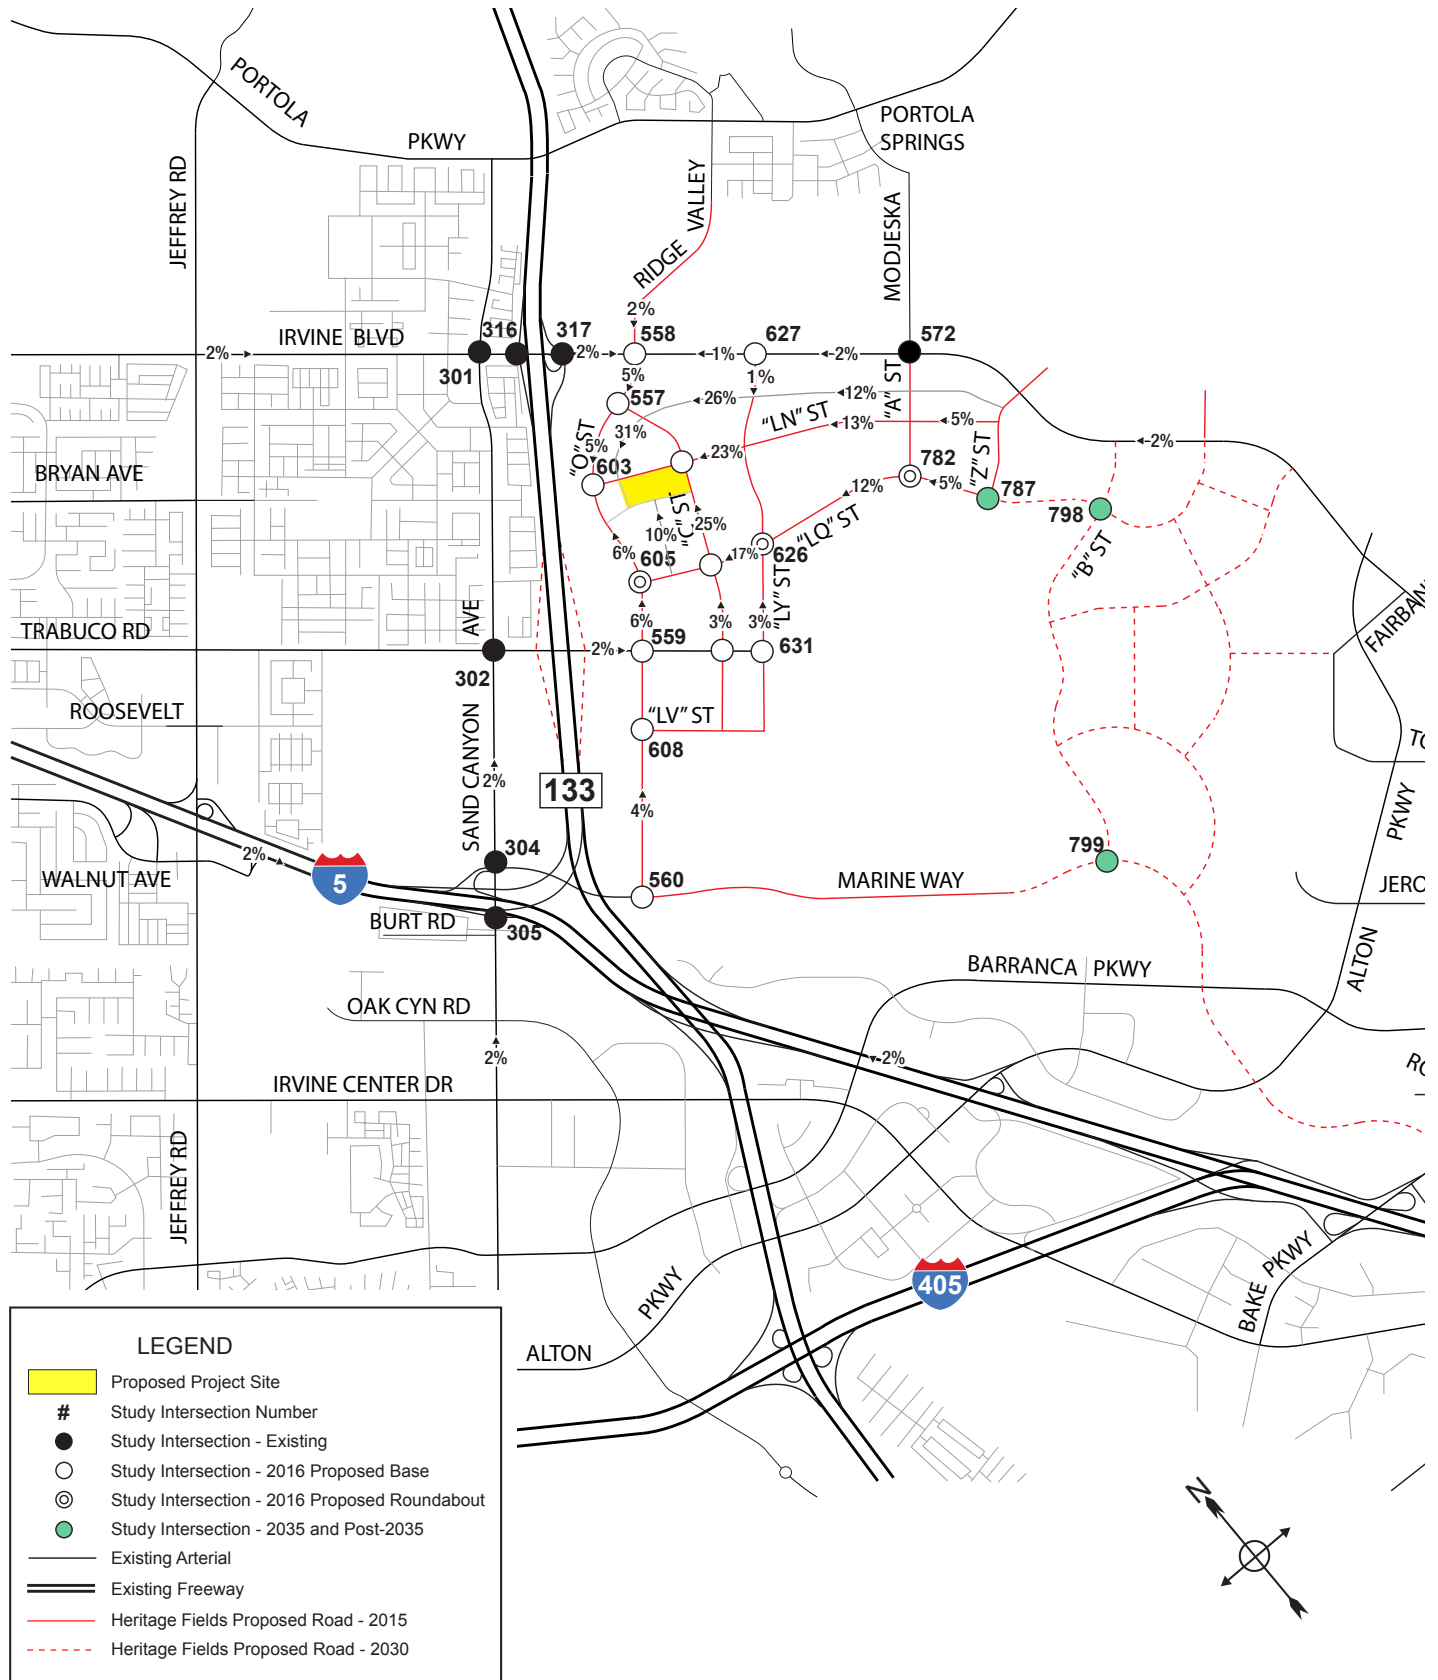 PORTOLA
PKWY
PORTOLA
SPRINGS
JEFFREY RD
RIDGE VALLEY
MODJESKA
2%
IRVINE BLVD
316
317
558
627
572
2%
301
2%
1%
2%
5%
1%
"A" ST
557
26%
12%
"O" ST
5%
31%
"LN" ST
13%
5%
BRYAN AVE
603
23%
"Z" ST
782
787
12%
5%
"C" ST
25%
798
10%
"LQ" ST
"B" ST
6%
605
17%
626
"LY" ST
FAIRBAN
TRABUCO RD
AVE
6%
3%
3%
559
2%
631
302
ROOSEVELT
"LV" ST
608
SAND CANYON
2%
133
4%
TO
PKWY
304
799
2%
WALNUT AVE
5
560
MARINE WAY
JERO
BURT RD
305
BARRANCA PKWY
ALTON
OAK CYN RD
2%
2%
IRVINE CENTER DR
RO
JEFFREY RD
PKWY
405
BAKE PKWY
ALTON
LEGEND
Proposed Project Site
# Study Intersection Number
Study Intersection - Existing
Study Intersection - 2016 Proposed Base
Study Intersection - 2016 Proposed Roundabout
Study Intersection - 2035 and Post-2035
Existing Arterial
Existing Freeway
Heritage Fields Proposed Road - 2015
Heritage Fields Proposed Road - 2030
N
2%